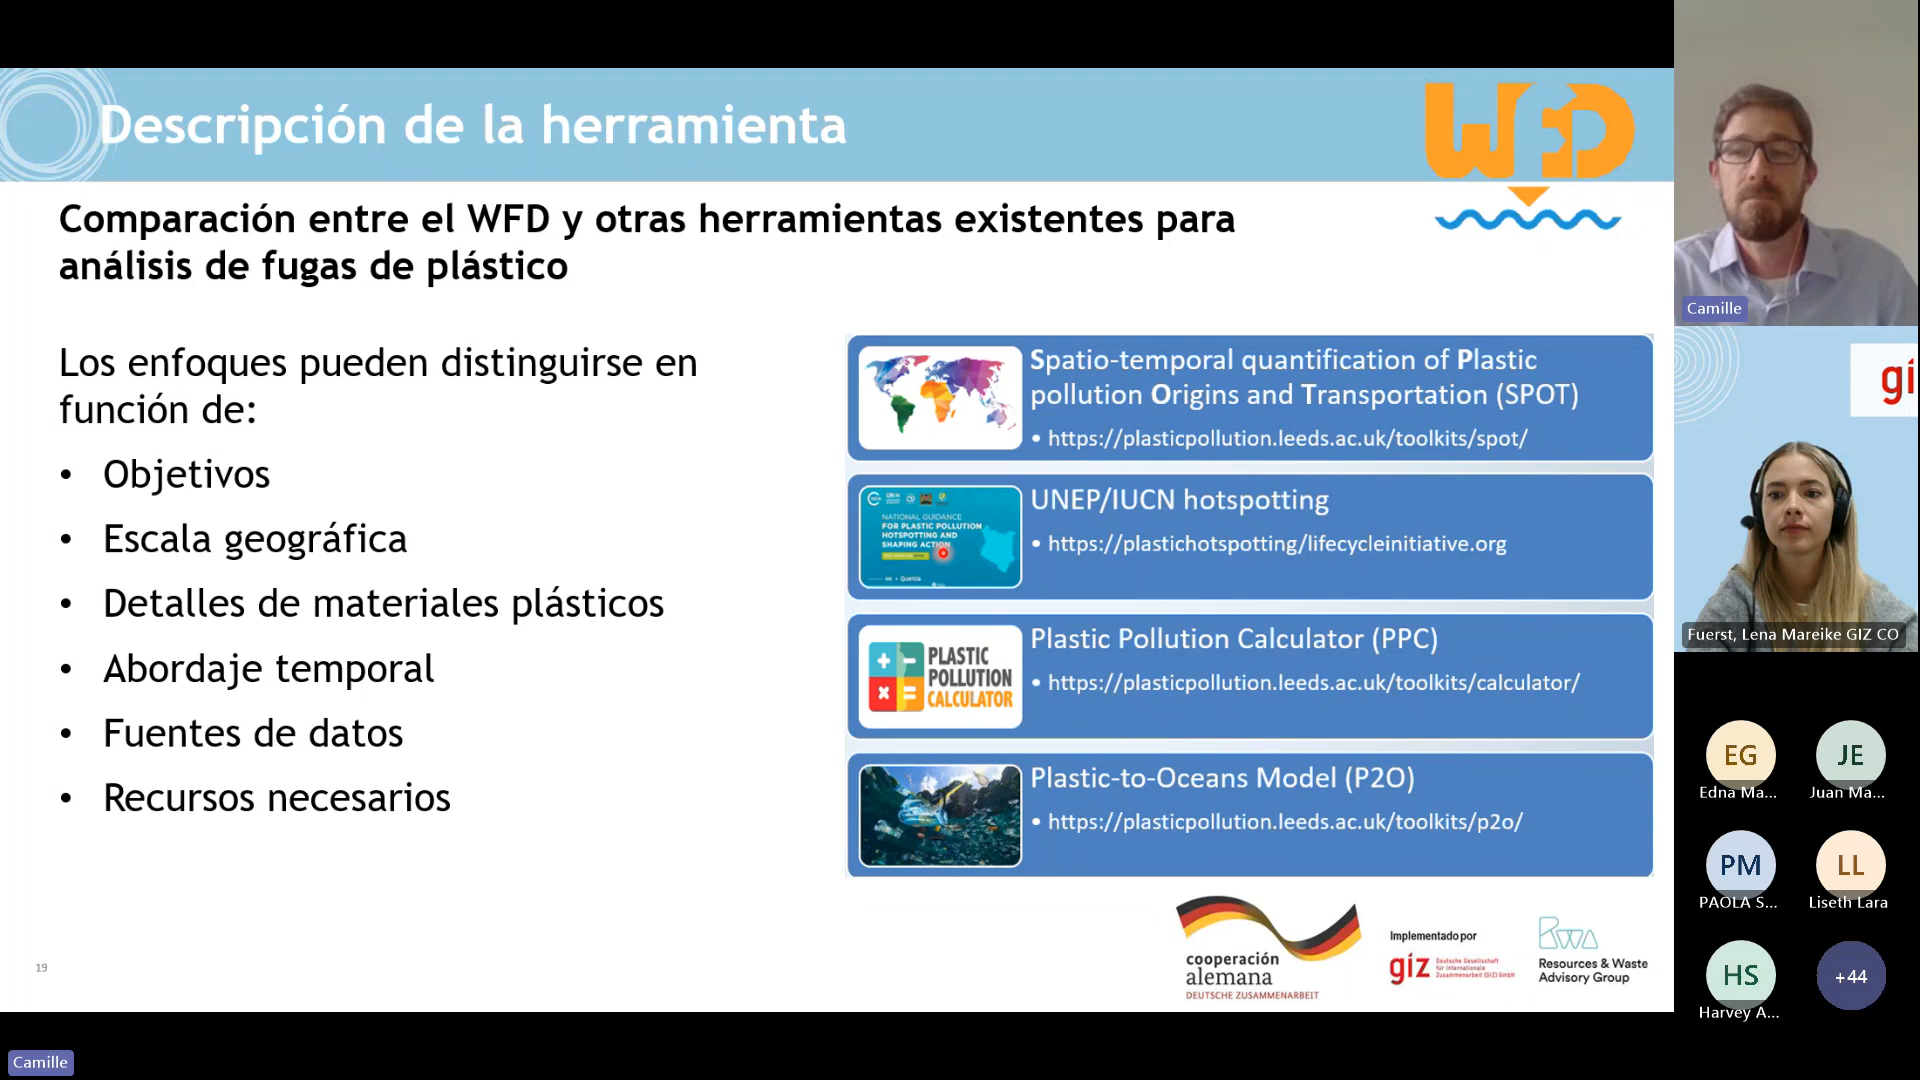 Descripción de la herramienta
WFD
Comparación entre el WFD y otras herramientas existentes para
análisis de fugas de plástico
Los enfoques pueden distinguirse en
función de:
• Objetivos
• Escala geográfica
• Detalles de materiales plásticos
• Abordaje temporal
• Fuentes de datos
• Recursos necesarios
Spatio-temporal quantification of Plastic
pollution Origins and Transportation (SPOT)
• https://plasticpollution.leeds.ac.uk/toolkits/spot/
NATIONAL GUIDANCE
FOR PLASTIC POLLUTION
HOTSPOTTING AND
SHAPING ACTION
UNEP/IUCN hotspotting
• https://plastichotspotting/lifecycleinitiative.org
PLASTIC
POLLUTION
CALCULATOR
Plastic Pollution Calculator (PPC)
• https://plasticpollution.leeds.ac.uk/toolkits/calculator/
Plastic-to-Oceans Model (P2O)
• https://plasticpollution.leeds.ac.uk/toolkits/p2o/
19
cooperación
alemana
DEUTSCHE ZUSAMMENARBEIT
Implementado por
giz
Deutsche Gesellschaft
für Internationale
Zusammenarbeit (GIZ) GmbH
RWA
Resources & Waste
Advisory Group
Camille
gi
Fuerst, Lena Mareike GIZ CO
EG
Edna Ma...
JE
Juan Ma...
PM
PAOLA S...
LL
Liseth Lara
HS
Harvey A...
+44
Camille